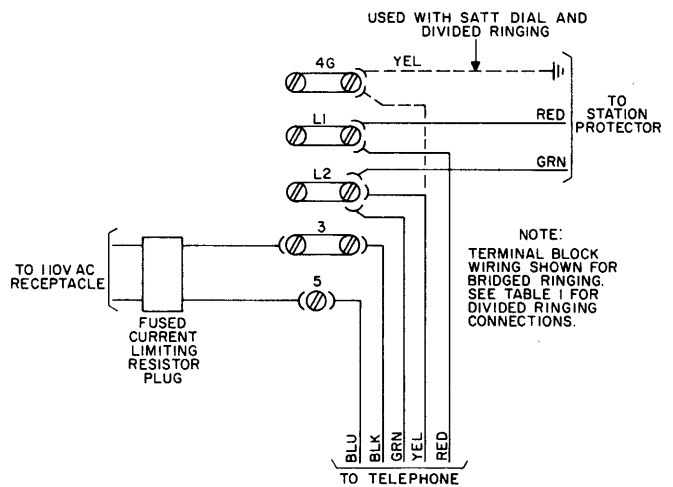 USED WITH SATT DIAL AND
DIVIDED RINGING
4G
YEL
L1
RED
TO
STATION
PROTECTOR
L2
GRN
3
TO 110V AC
RECEPTACLE
5
FUSED
CURRENT
LIMITING
RESISTOR
PLUG
NOTE:
TERMINAL BLOCK
WIRING SHOWN FOR
BRIDGED RINGING.
SEE TABLE 1 FOR
DIVIDED RINGING
CONNECTIONS.
BLU
BLK
GRN
YEL
RED
TO TELEPHONE